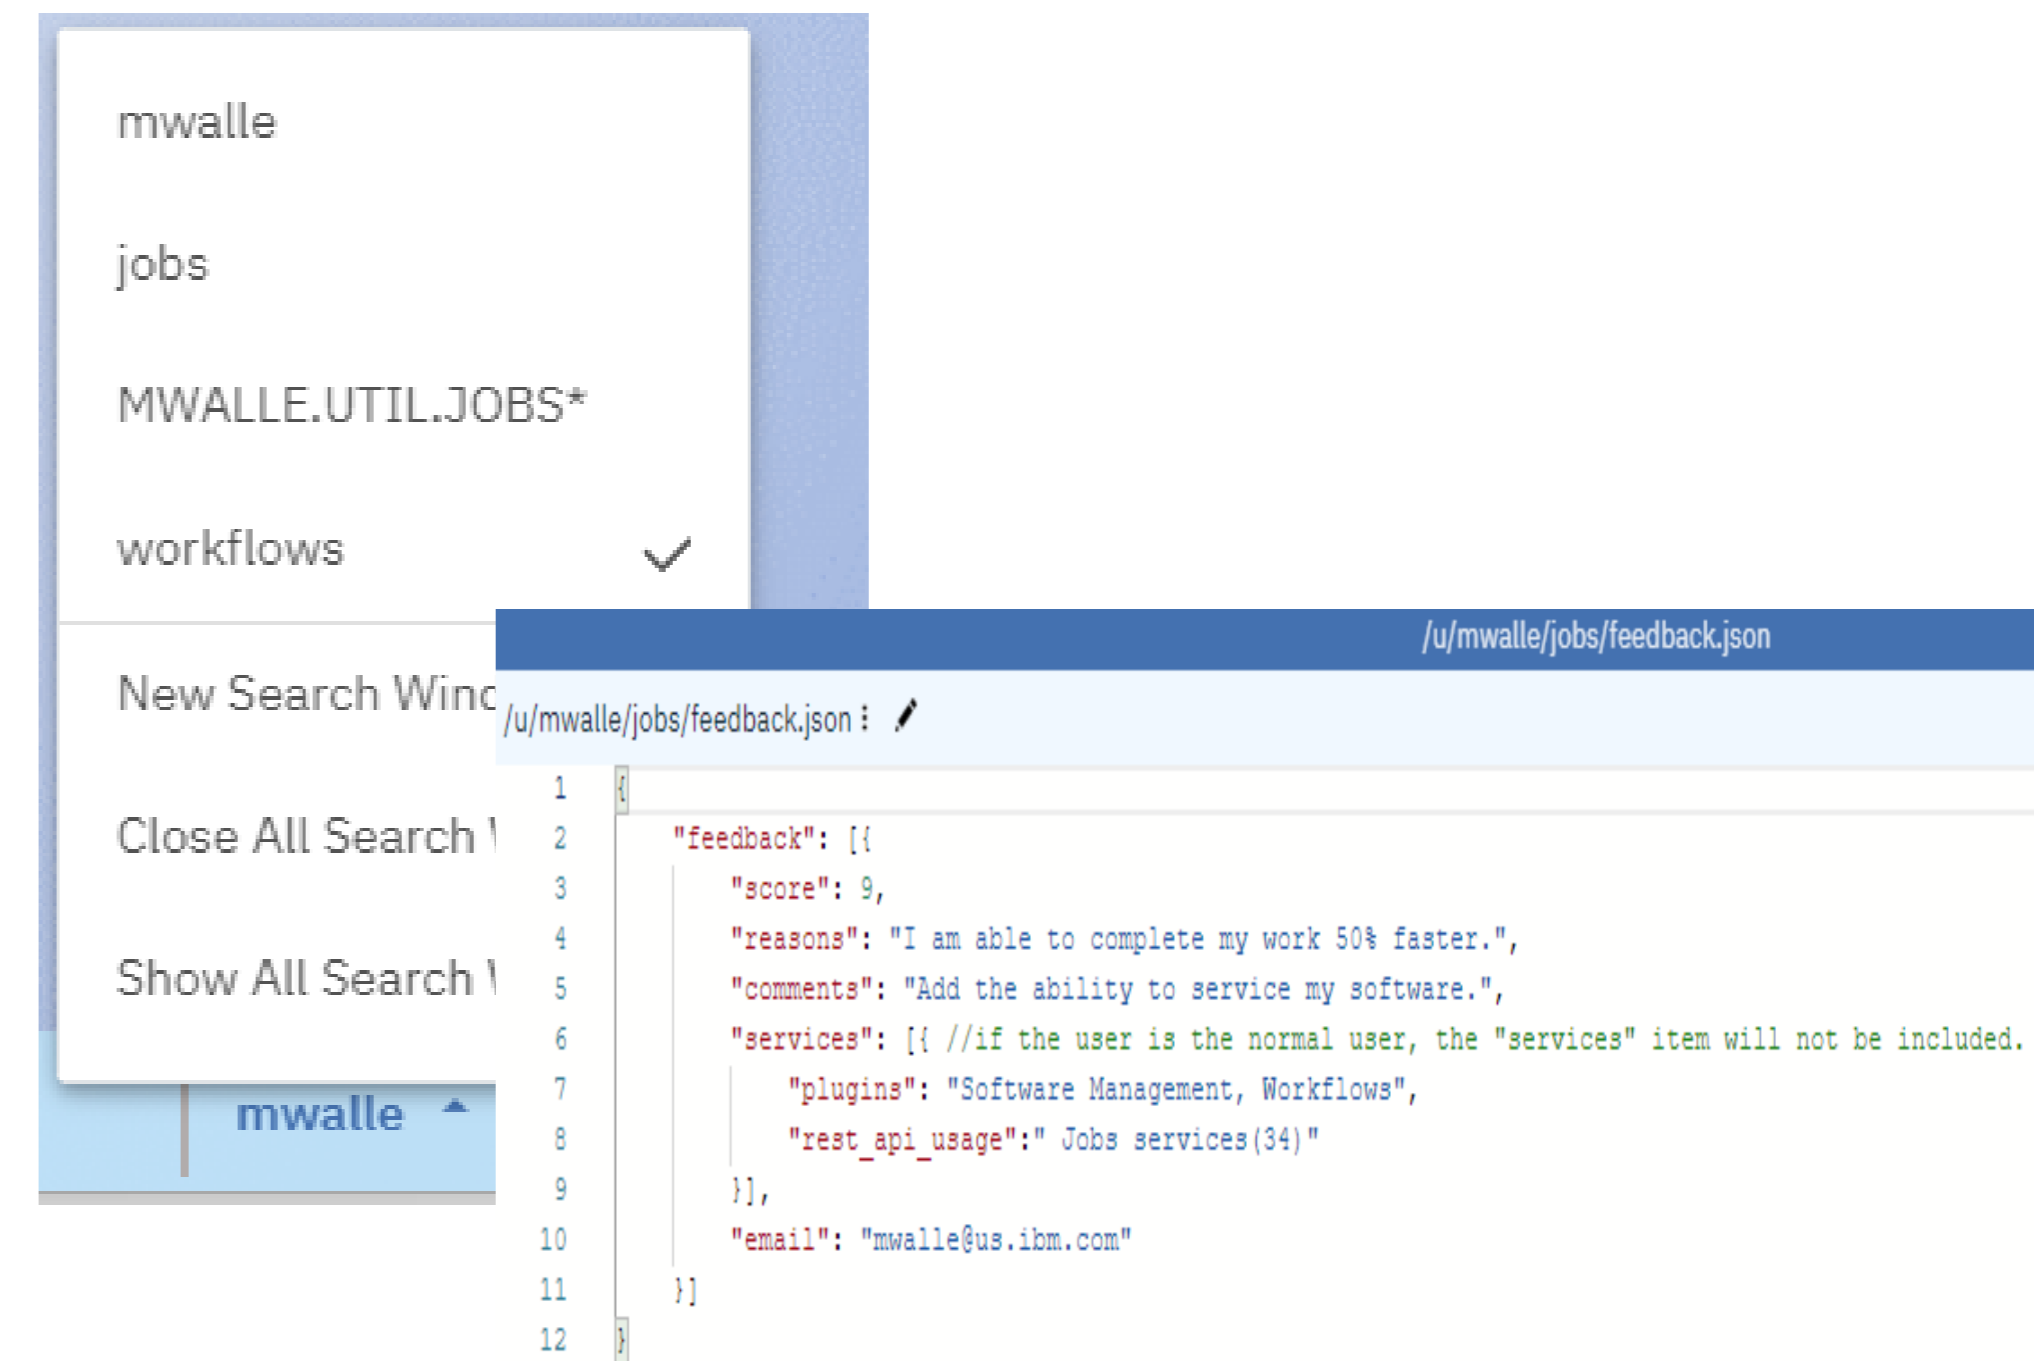 mwalle
jobs
MWALLE.UTIL.JOBS*
workflows
New Search
Close All Search
Show All Search
mwalle
/u/mwalle/jobs/feedback.json
/u/mwalle/jobs/feedback.json
1 {
2 "feedback": [{
3 "score": 9,
4 "reasons": "I am able to complete my work 50% faster.",
5 "comments": "Add the ability to service my software.",
6 "services": [{ //if the user is the normal user, the "services" item will not be included.
7 "plugins": "Software Management, Workflows",
8 "rest_api_usage":" Jobs services(34)"
9 }],
10 "email": "mwalle@us.ibm.com"
11 }]
12 }